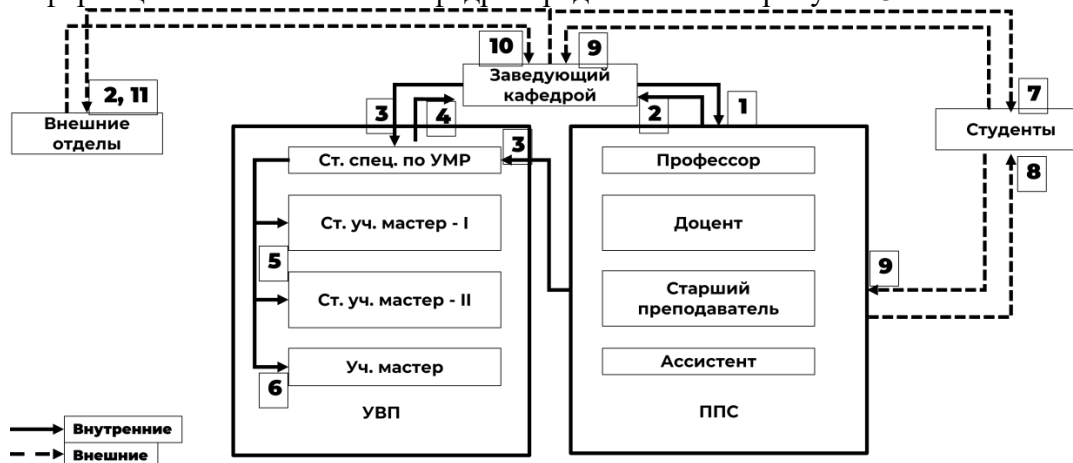 10
9
Заведующий
кафедрой
2, 11
7
Внешние
отделы
3
4
2
1
Студенты
Ст. спец. по УМР
3
Профессор
8
Ст. уч. мастер - I
Доцент
5
9
Ст. уч. мастер - II
Старший
преподаватель
Уч. мастер
Ассистент
6
УВП
ППС
Внутренние
Внешние